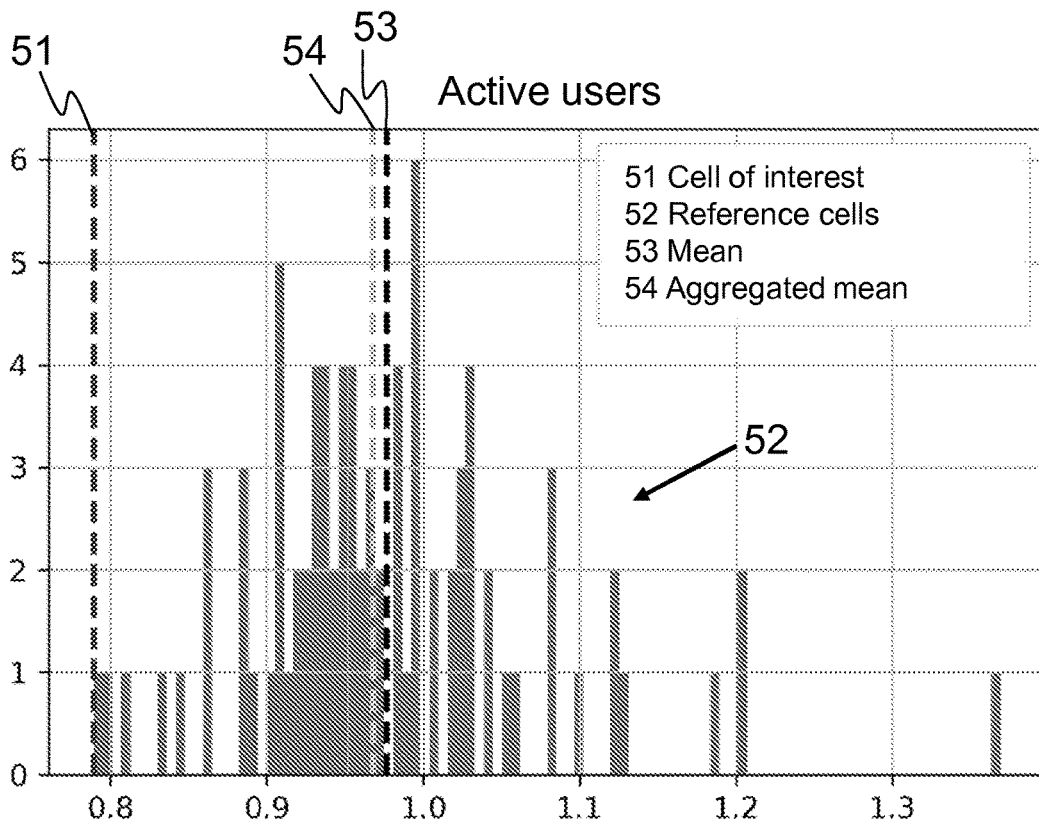 53
51
54
Active users
6
51 Cell of interest
52 Reference cells
53 Mean
54 Aggregated mean
5
4
52
3
2
1
0
0.8 0.9 1.0 1.1 1.2 1.3